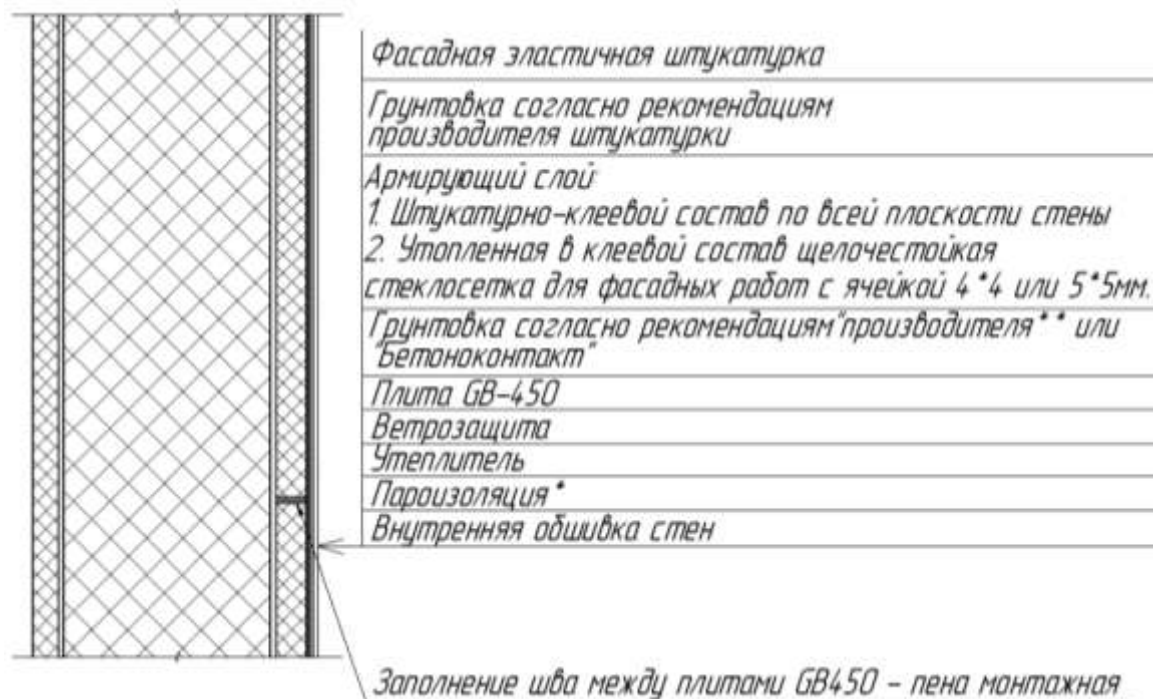 Фасадная эластичная штукатурка
Грунтовка согласно рекомендациям
производителя штукатурки
Армирующий слой:
1. Штукатурно-клеевой состав по всей плоскости стены
2. Утопленная в клеевой состав щелочестойкая
стеклосетка для фасадных работ с ячейкой 4*4 или 5*5мм.
Грунтовка согласно рекомендациям"производителя** или
"Бетоноконтакт"
Плита GB-450
Ветрозащита
Утеплитель
Пароизоляция*
Внутренняя обшивка стен
Заполнение шва между плитами GB450 - пена монтажная